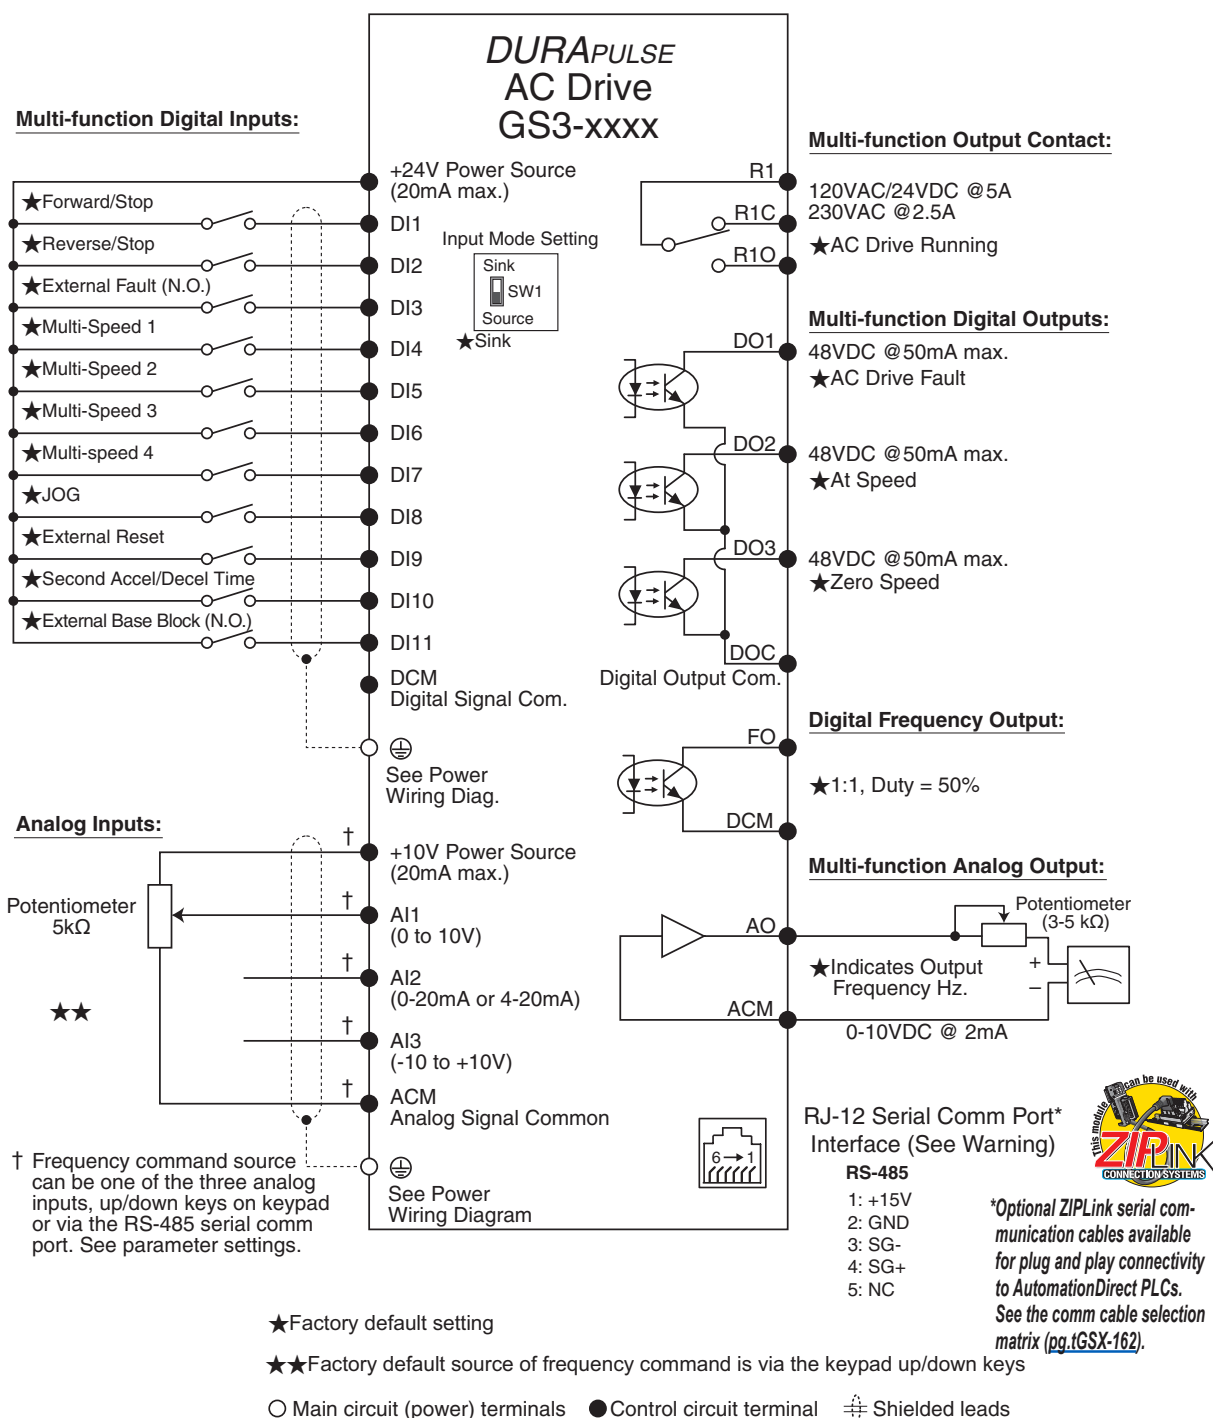 DURAPULSE
AC Drive
GS3-xxxx
Multi-function Digital Inputs:
+24V Power Source
(20mA max.)
★Forward/Stop
DI1
★Reverse/Stop
DI2
★External Fault (N.O.)
DI3
★Multi-Speed 1
DI4
★Multi-Speed 2
DI5
★Multi-Speed 3
DI6
★Multi-speed 4
DI7
★JOG
DI8
★External Reset
DI9
★Second Accel/Decel Time
DI10
★External Base Block (N.O.)
DI11
DCM
Digital Signal Com.
See Power
Wiring Diag.
Input Mode Setting
Sink
SW1
Source
★Sink
Multi-function Output Contact:
R1
120VAC/24VDC @5A
R1C
230VAC @2.5A
R1O
★AC Drive Running
Multi-function Digital Outputs:
DO1
48VDC @50mA max.
★AC Drive Fault
DO2
48VDC @50mA max.
★At Speed
DO3
48VDC @50mA max.
★Zero Speed
DOC
Digital Output Com.
Digital Frequency Output:
FO
★1:1, Duty = 50%
DCM
Analog Inputs:
†
+10V Power Source
(20mA max.)
Potentiometer
5kΩ
†
AI1
(0 to 10V)
†
AI2
(0-20mA or 4-20mA)
★★
†
AI3
(-10 to +10V)
†
ACM
Analog Signal Common
See Power
Wiring Diagram
Multi-function Analog Output:
Potentiometer
(3-5 kΩ)
AO
★Indicates Output
Frequency Hz.
+
–
ACM
0-10VDC @ 2mA
† Frequency command source
can be one of the three analog
inputs, up/down keys on keypad
or via the RS-485 serial comm
port. See parameter settings.
6→1
RJ-12 Serial Comm Port*
Interface (See Warning)
RS-485
1: +15V
2: GND
3: SG-
4: SG+
5: NC
This module can be used with
ZIPLINK
CONNECTION SYSTEMS
*Optional ZIPLink serial com-
munication cables available
for plug and play connectivity
to AutomationDirect PLCs.
See the comm cable selection
matrix (pg.tGSX-162).
★Factory default setting
★★Factory default source of frequency command is via the keypad up/down keys
○ Main circuit (power) terminals ● Control circuit terminal Shielded leads